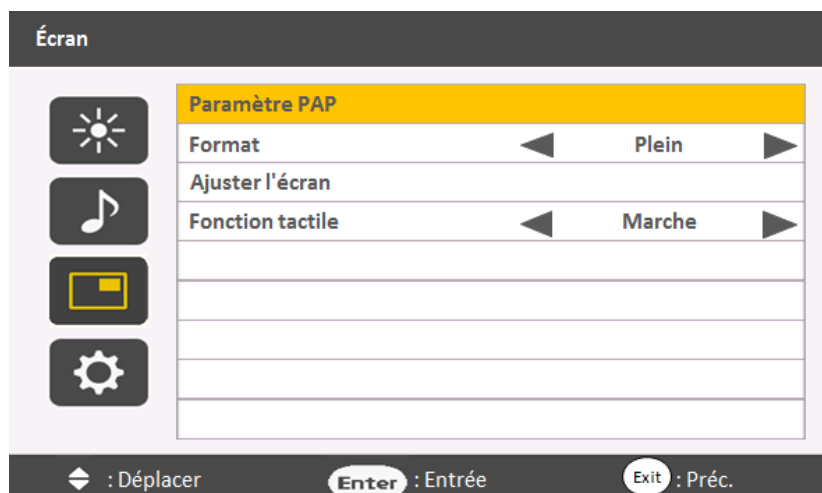 Écran
Paramètre PAP
Format Plein
Ajuster l'écran
Fonction tactile Marche
: Déplacer Enter : Entrée Exit : Préc.